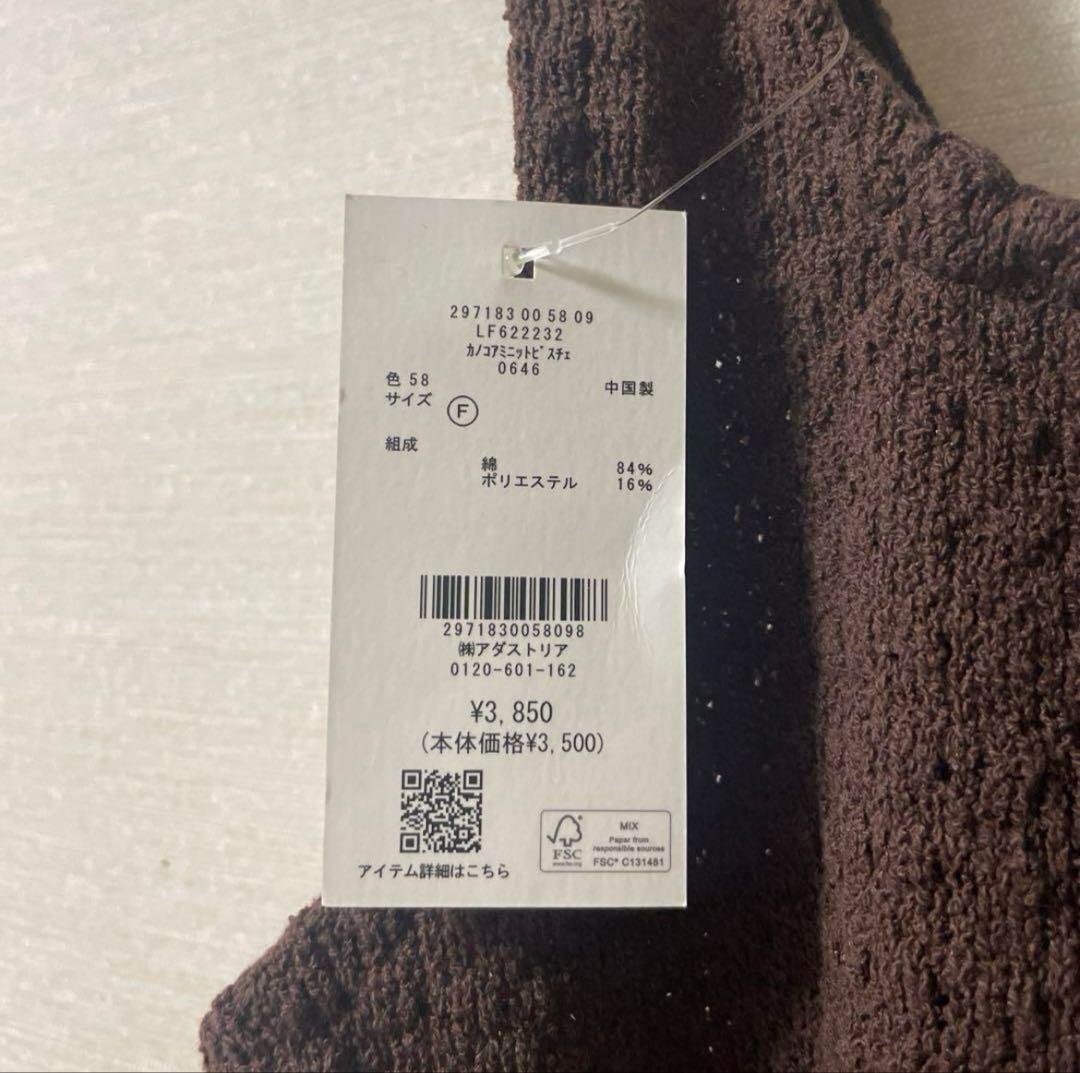 297183 00 58 09
LF622232
ｶﾉｺｱﾐﾆｯﾄﾋﾞｽﾁｪ
0646
色 58 中国製
サイズ Ⓕ
組成
綿 84%
ポリエステル 16%
2971830058098
㈱アダストリア
0120-601-162
¥3,850
(本体価格¥3,500)
アイテム詳細はこちら
FSC
www.fsc.org
MIX
Paper from
responsible sources
FSC® C131481